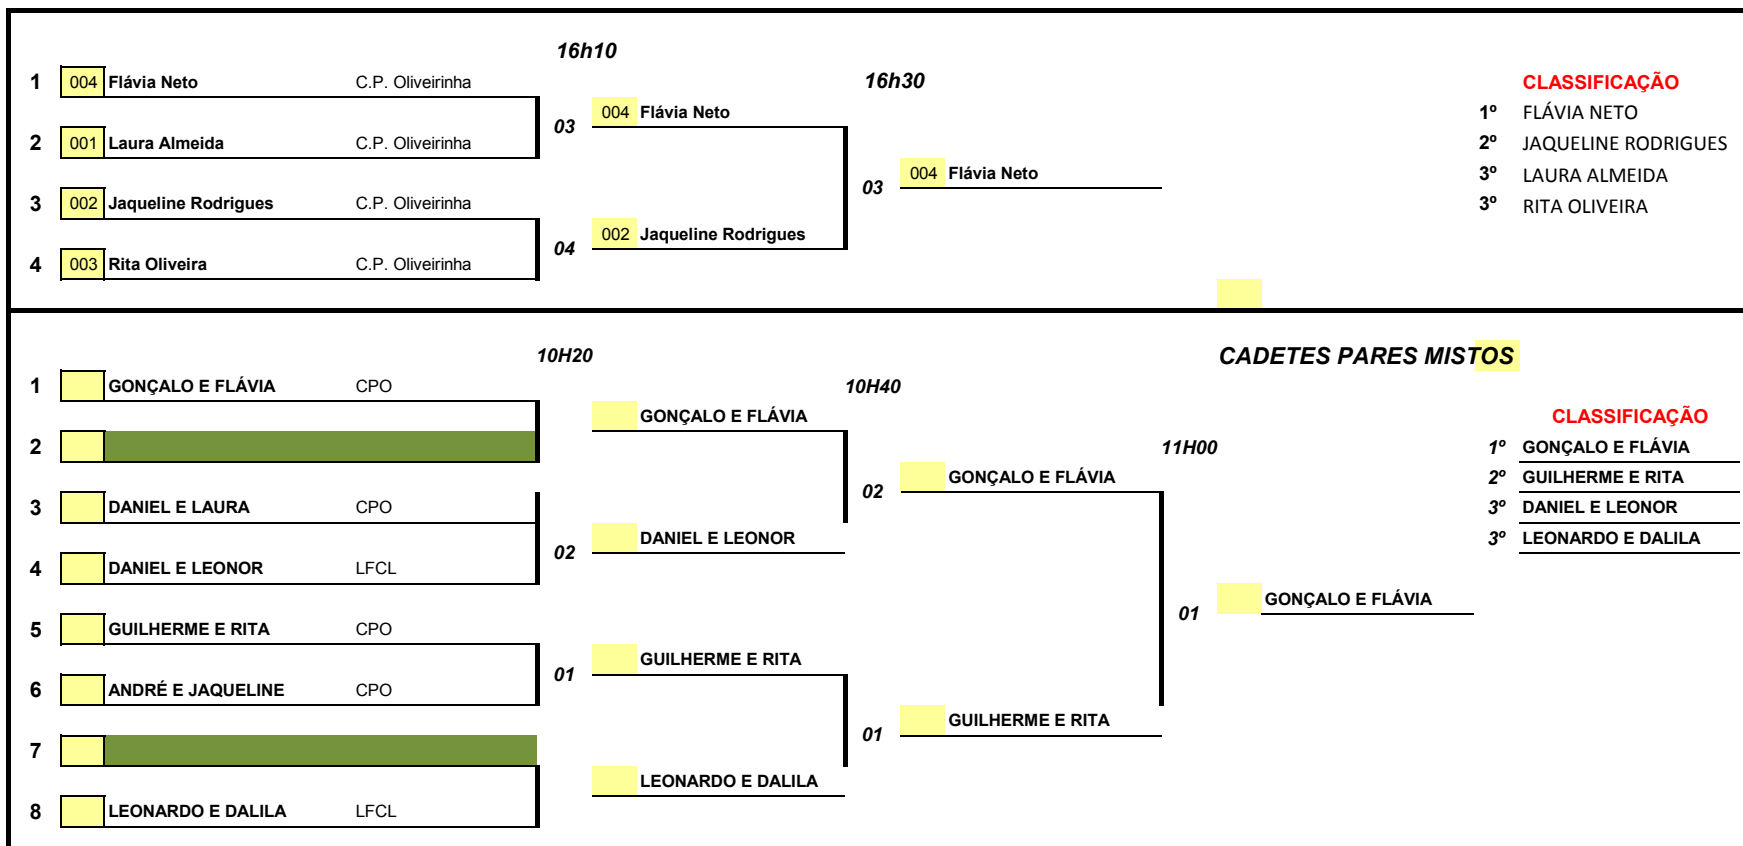 16h10
1 004 Flávia Neto C.P. Oliveirinha 16h30 CLASSIFICAÇÃO
004 Flávia Neto 1º FLÁVIA NETO
03
2 001 Laura Almeida C.P. Oliveirinha 2º JAQUELINE RODRIGUES
004 Flávia Neto 3º LAURA ALMEIDA
03
3 002 Jaqueline Rodrigues C.P. Oliveirinha 3º RITA OLIVEIRA
002 Jaqueline Rodrigues
04
4 003 Rita Oliveira C.P. Oliveirinha
10H20 CADETES PARES MISTOS
1 GONÇALO E FLÁVIA CPO 10H40
GONÇALO E FLÁVIA CLASSIFICAÇÃO
2 11H00 1º GONÇALO E FLÁVIA
GONÇALO E FLÁVIA 2º GUILHERME E RITA
02
3 DANIEL E LAURA CPO 3º DANIEL E LEONOR
DANIEL E LEONOR 3º LEONARDO E DALILA
02
4 DANIEL E LEONOR LFCL
GONÇALO E FLÁVIA
01
5 GUILHERME E RITA CPO
GUILHERME E RITA
01
6 ANDRÉ E JAQUELINE CPO
GUILHERME E RITA
01
7
LEONARDO E DALILA
8 LEONARDO E DALILA LFCL